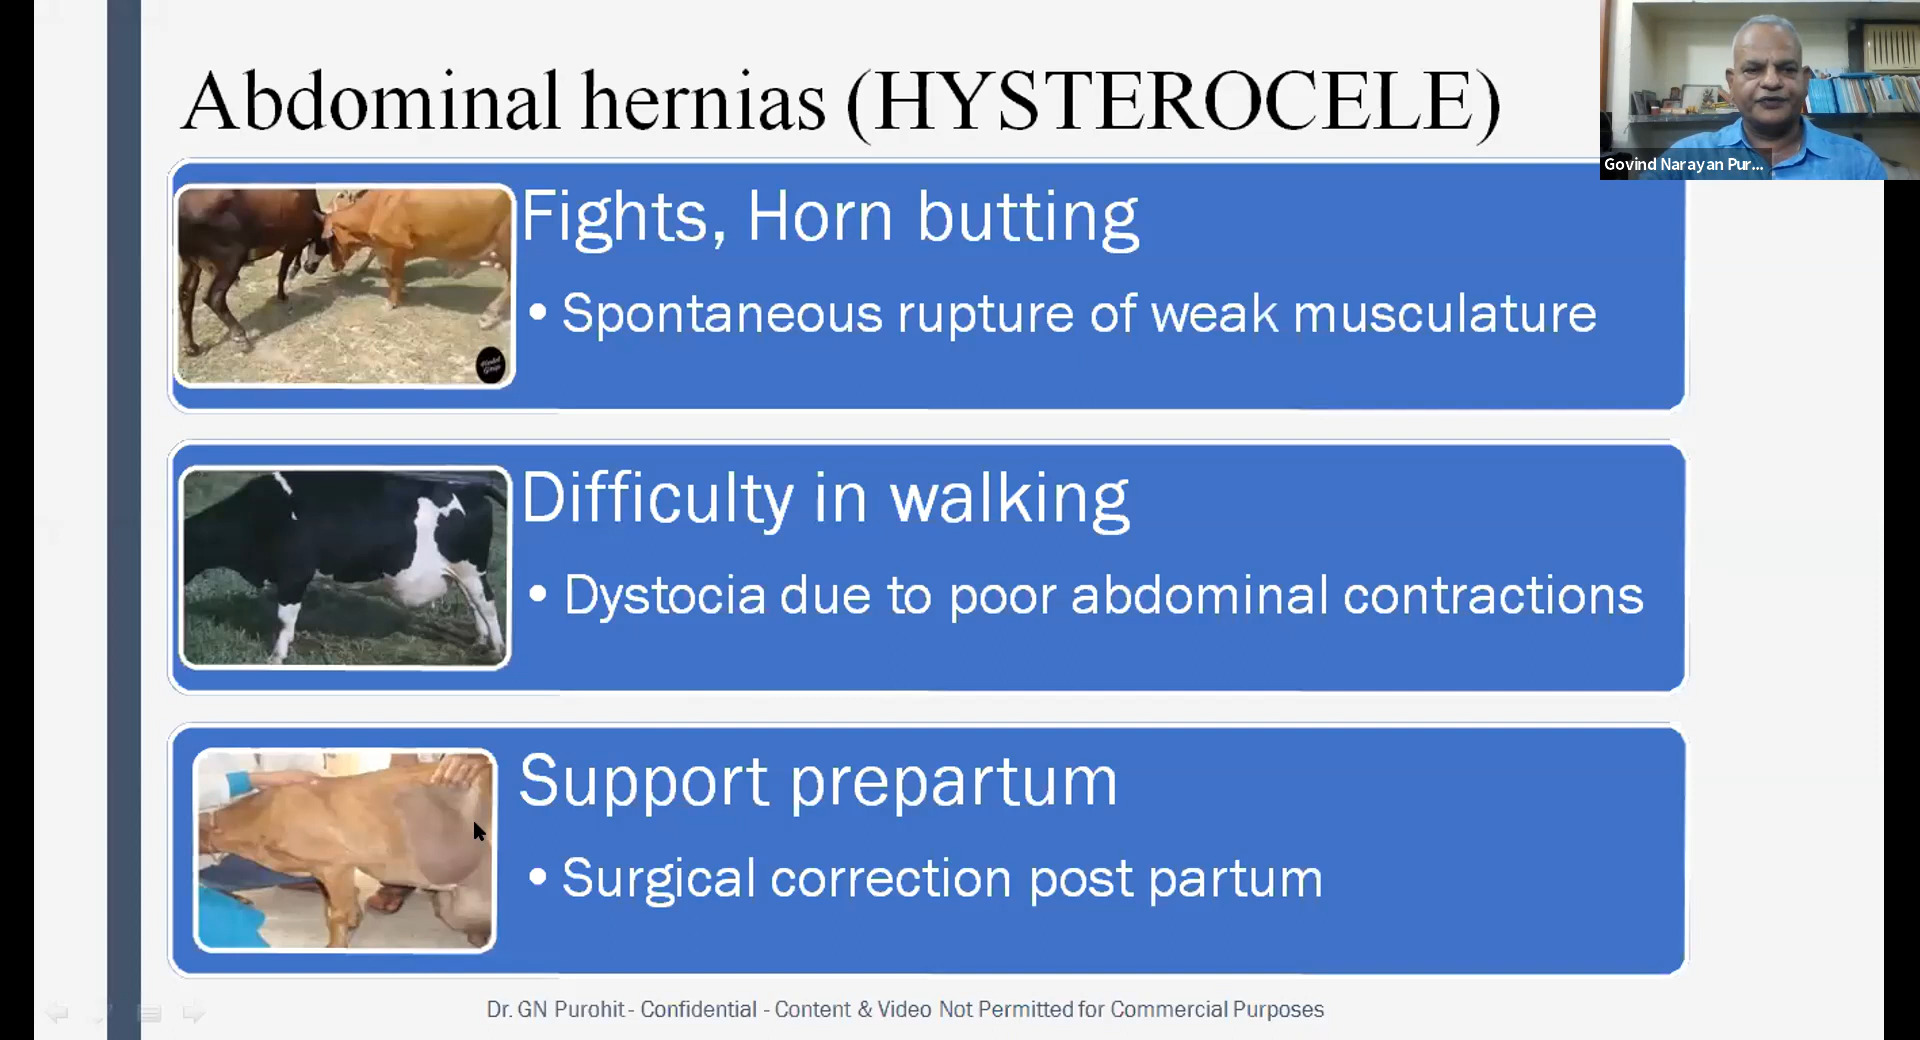 Abdominal hernias (HYSTEROCELE)
Govind Narayan Pur...
Fights, Horn butting
• Spontaneous rupture of weak musculature
Difficulty in walking
• Dystocia due to poor abdominal contractions
Support prepartum
• Surgical correction post partum
Dr. GN Purohit - Confidential - Content & Video Not Permitted for Commercial Purposes